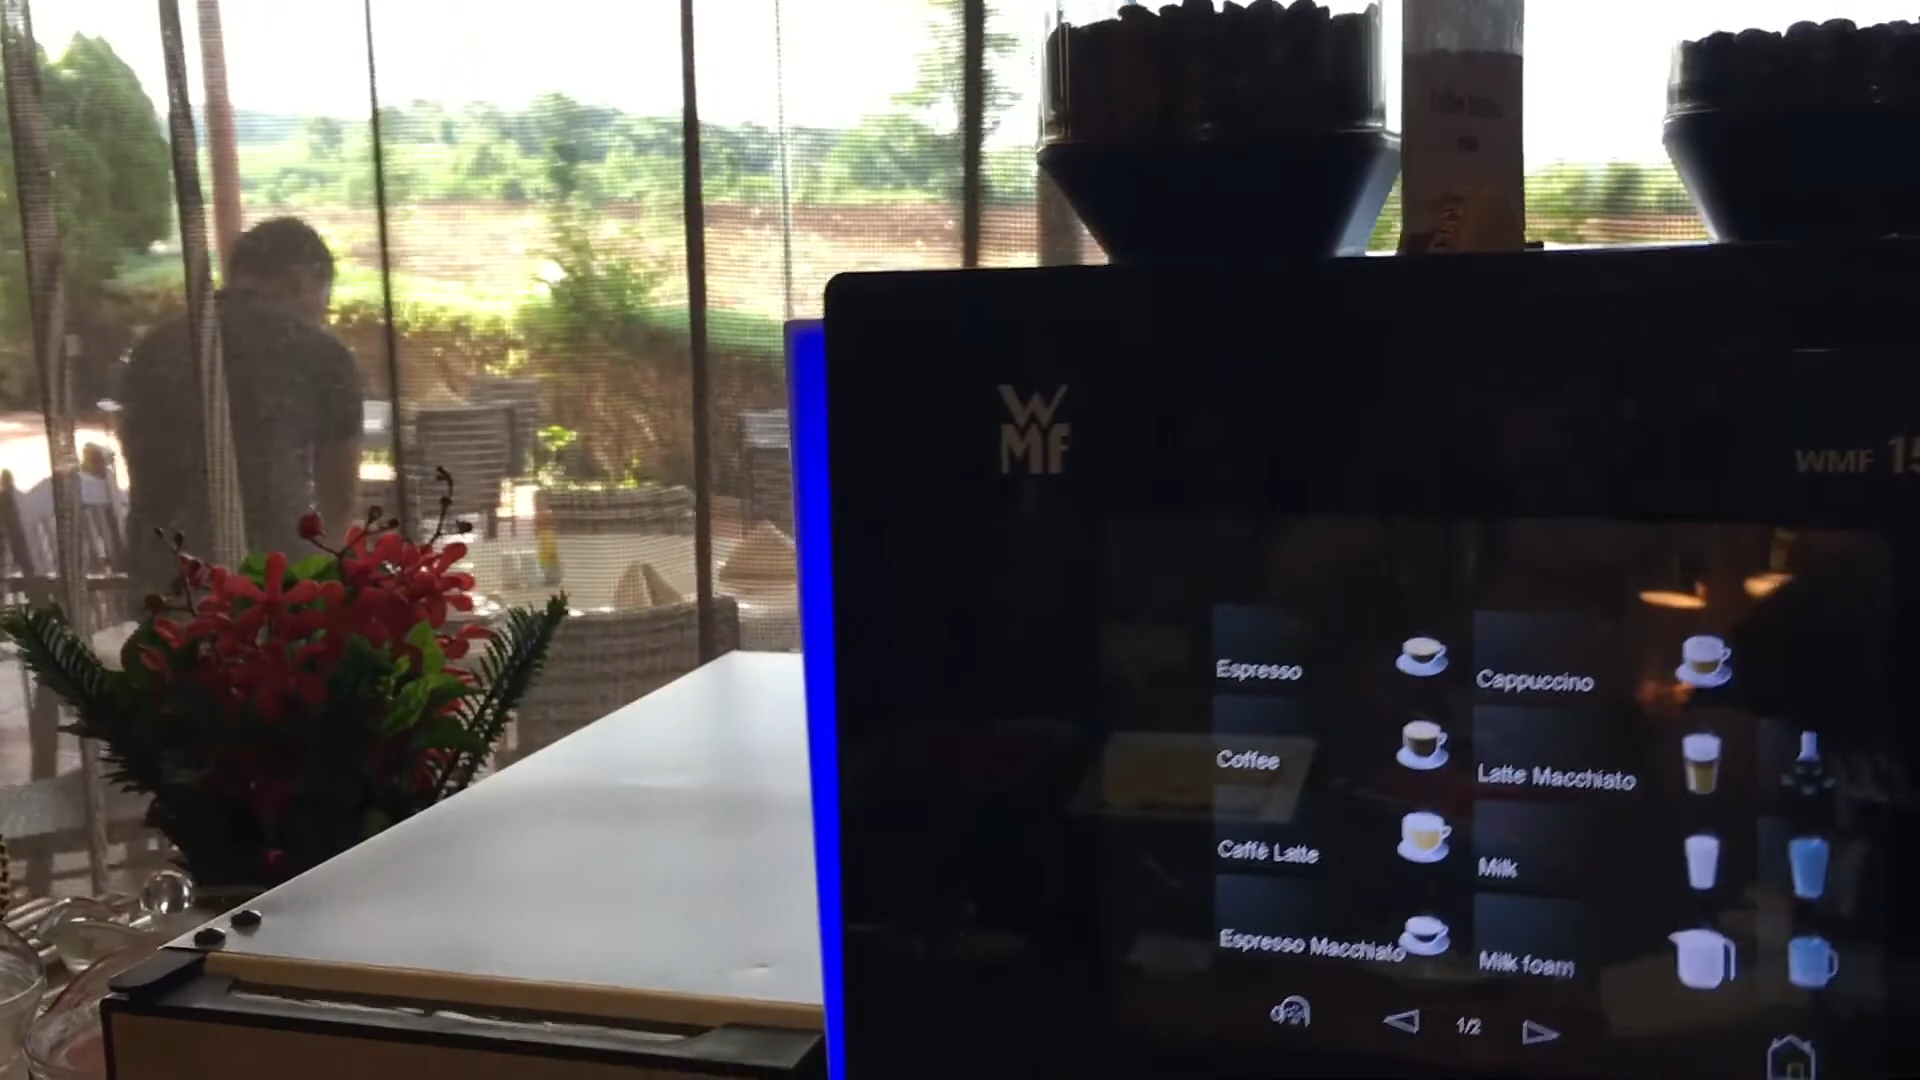 WMF
WMF 15
Espresso
Cappuccino
Coffee
Latte Macchiato
Caffè Latte
Milk
Espresso Macchiato
Milk foam
1/2